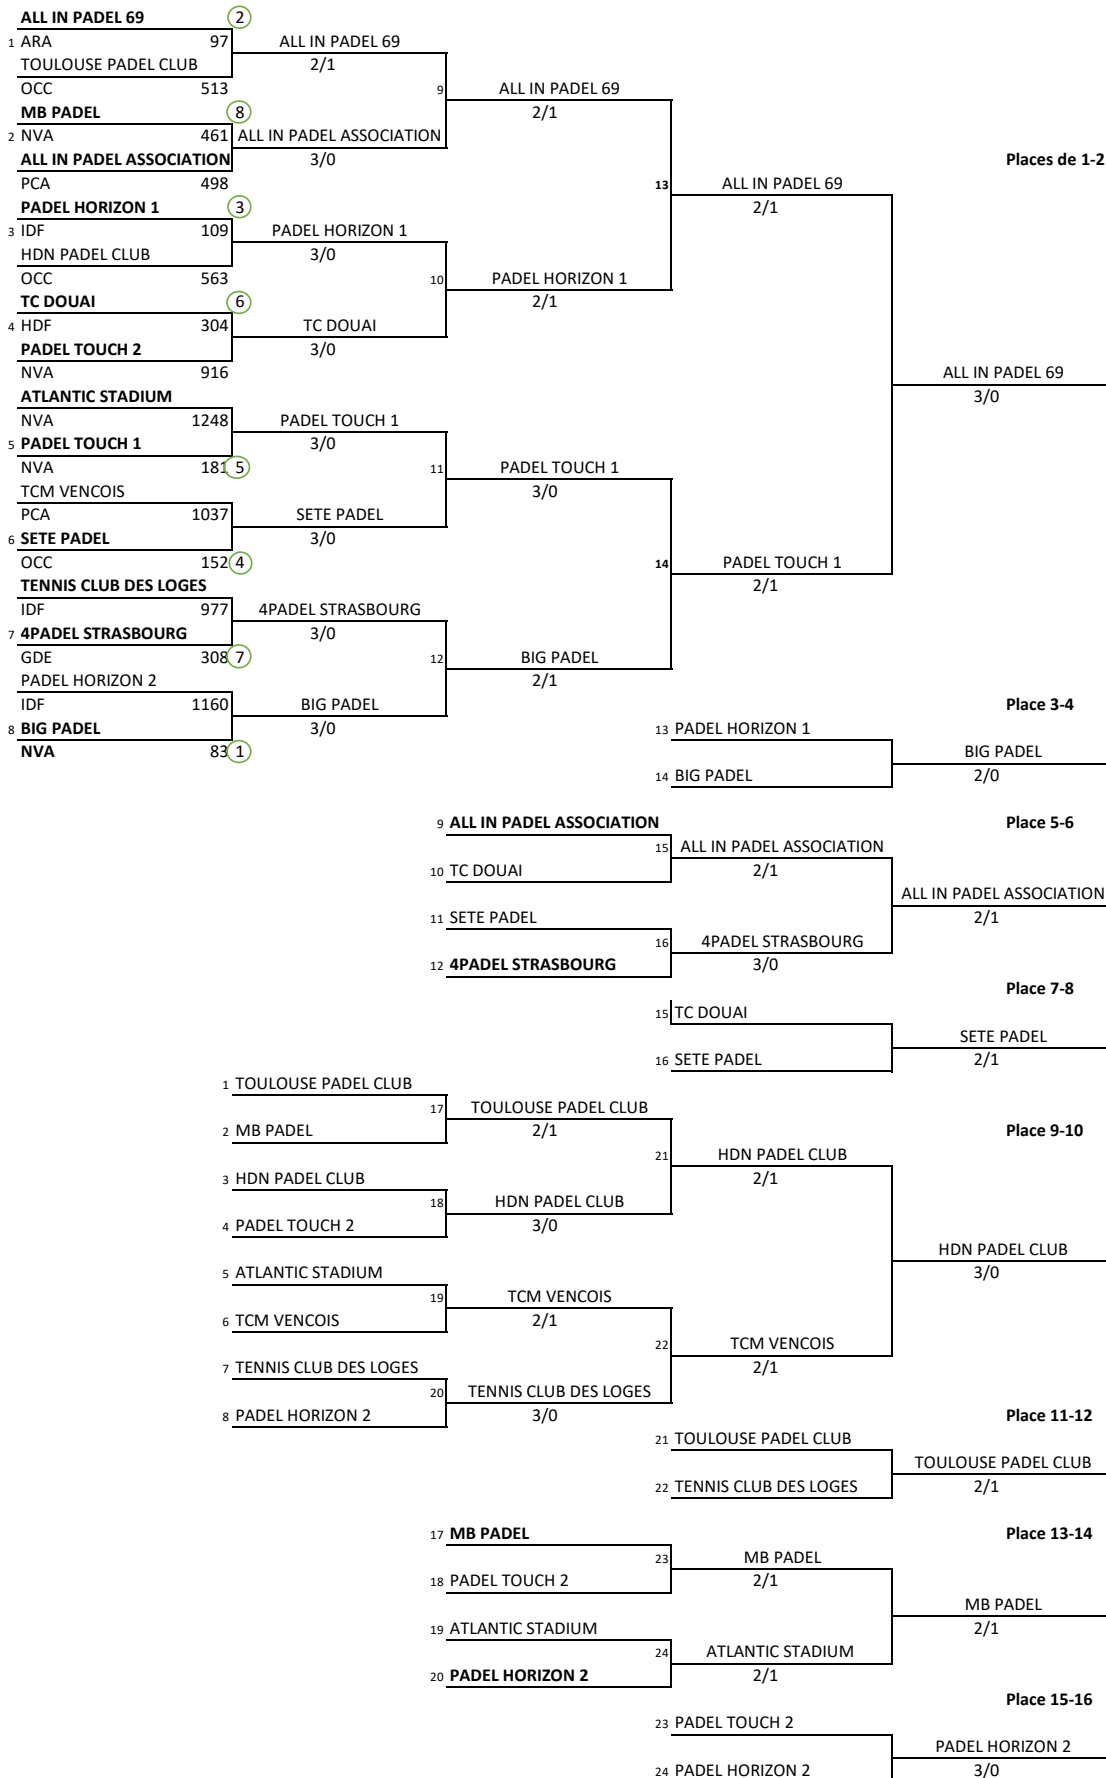 ALL IN PADEL 69 2
1 ARA 97 ALL IN PADEL 69
TOULOUSE PADEL CLUB 2/1
OCC 513 9 ALL IN PADEL 69
MB PADEL 8 2/1
2 NVA 461 ALL IN PADEL ASSOCIATION
ALL IN PADEL ASSOCIATION 3/0 Places de 1-2
PCA 498 13 ALL IN PADEL 69
PADEL HORIZON 1 3 2/1
3 IDF 109 PADEL HORIZON 1
HDN PADEL CLUB 3/0
OCC 563 10 PADEL HORIZON 1
TC DOUAI 6 2/1
4 HDF 304 TC DOUAI
PADEL TOUCH 2 3/0
NVA 916 ALL IN PADEL 69
ATLANTIC STADIUM 3/0
NVA 1248 PADEL TOUCH 1
5 PADEL TOUCH 1 3/0
NVA 181 5 11 PADEL TOUCH 1
TCM VENCOIS 3/0
PCA 1037 SETE PADEL
6 SETE PADEL 3/0
OCC 152 4 14 PADEL TOUCH 1
TENNIS CLUB DES LOGES 2/1
IDF 977 4PADEL STRASBOURG
7 4PADEL STRASBOURG 3/0
GDE 308 7 12 BIG PADEL
PADEL HORIZON 2 2/1
IDF 1160 BIG PADEL Place 3-4
8 BIG PADEL 3/0 13 PADEL HORIZON 1
NVA 83 1 BIG PADEL
14 BIG PADEL 2/0
9 ALL IN PADEL ASSOCIATION Place 5-6
15 ALL IN PADEL ASSOCIATION
10 TC DOUAI 2/1
ALL IN PADEL ASSOCIATION
11 SETE PADEL 2/1
16 4PADEL STRASBOURG
12 4PADEL STRASBOURG 3/0
Place 7-8
15 TC DOUAI
SETE PADEL
16 SETE PADEL 2/1
1 TOULOUSE PADEL CLUB
17 TOULOUSE PADEL CLUB
2 MB PADEL 2/1 Place 9-10
21 HDN PADEL CLUB
3 HDN PADEL CLUB 2/1
18 HDN PADEL CLUB
4 PADEL TOUCH 2 3/0
HDN PADEL CLUB
5 ATLANTIC STADIUM 3/0
19 TCM VENCOIS
6 TCM VENCOIS 2/1
22 TCM VENCOIS
7 TENNIS CLUB DES LOGES 2/1
20 TENNIS CLUB DES LOGES
8 PADEL HORIZON 2 3/0 Place 11-12
21 TOULOUSE PADEL CLUB
TOULOUSE PADEL CLUB
22 TENNIS CLUB DES LOGES 2/1
17 MB PADEL Place 13-14
23 MB PADEL
18 PADEL TOUCH 2 2/1
MB PADEL
19 ATLANTIC STADIUM 2/1
24 ATLANTIC STADIUM
20 PADEL HORIZON 2 2/1
Place 15-16
23 PADEL TOUCH 2
PADEL HORIZON 2
24 PADEL HORIZON 2 3/0